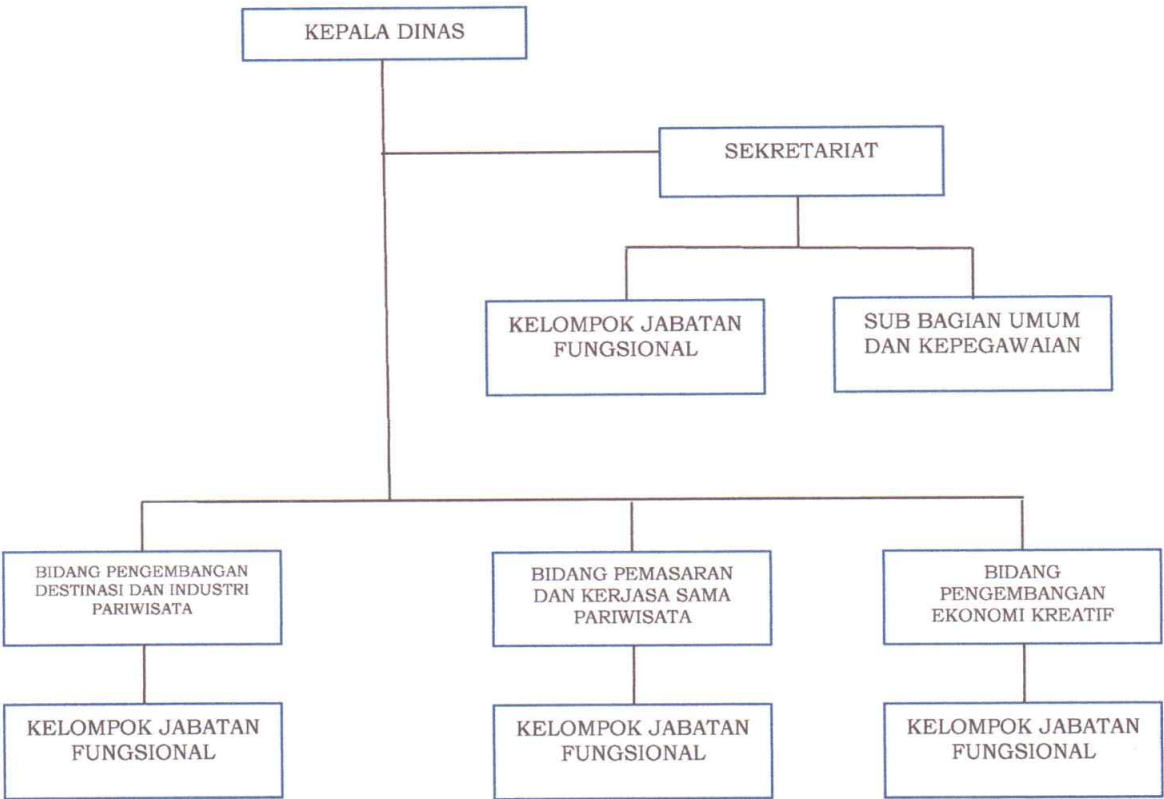 KEPALA DINAS
SEKRETARIAT
KELOMPOK JABATAN
FUNGSIONAL
SUB BAGIAN UMUM
DAN KEPEGAWAIAN
BIDANG PENGEMBANGAN
DESTINASI DAN INDUSTRI
PARIWISATA
BIDANG PEMASARAN
DAN KERJASA SAMA
PARIWISATA
BIDANG
PENGEMBANGAN
EKONOMI KREATIF
KELOMPOK JABATAN
FUNGSIONAL
KELOMPOK JABATAN
FUNGSIONAL
KELOMPOK JABATAN
FUNGSIONAL